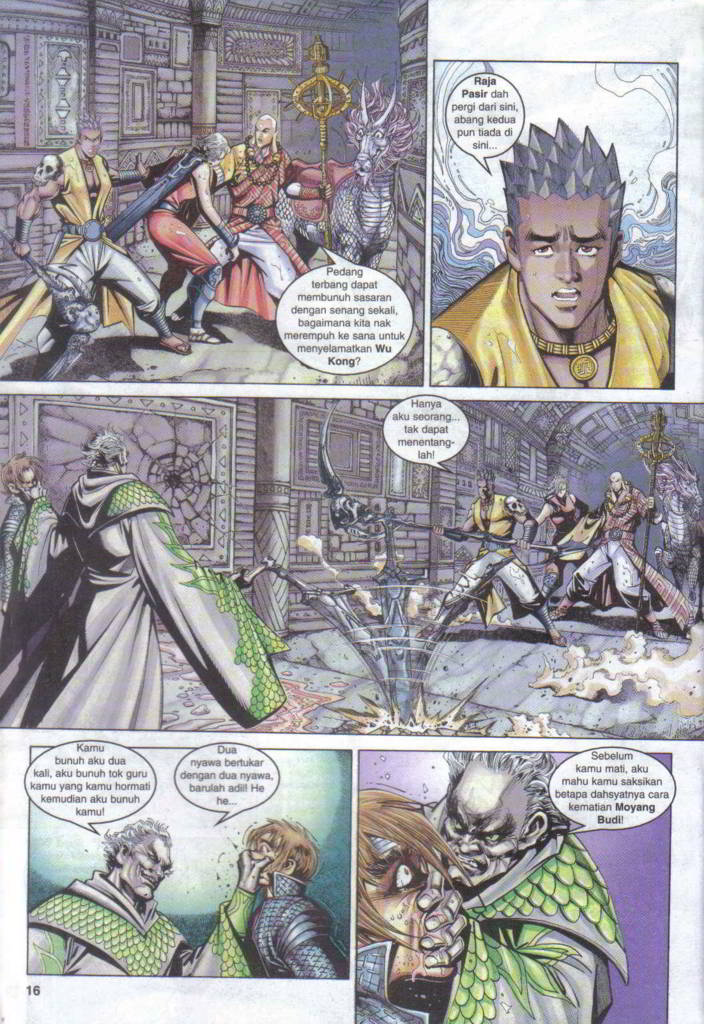 Pedang
terbang dapat
membunuh sasaran
dengan senang sekali,
bagaimana kita nak
merempuh ke sana untuk
menyelamatkan Wu
Kong?
Raja
Pasir dah
pergi dari sini,
abang kedua
pun tiada di
sini...
Hanya
aku seorang...
tak dapat
menentang-
lah!
Kamu
bunuh aku dua
kali, aku bunuh tok guru
kamu yang kamu hormati
kemudian aku bunuh
kamu!
Dua
nyawa bertukar
dengan dua nyawa,
barulah adil! He
he...
Sebelum
kamu mati, aku
mahu kamu saksikan
betapa dahsyatnya cara
kematian Moyang
Budi!
16